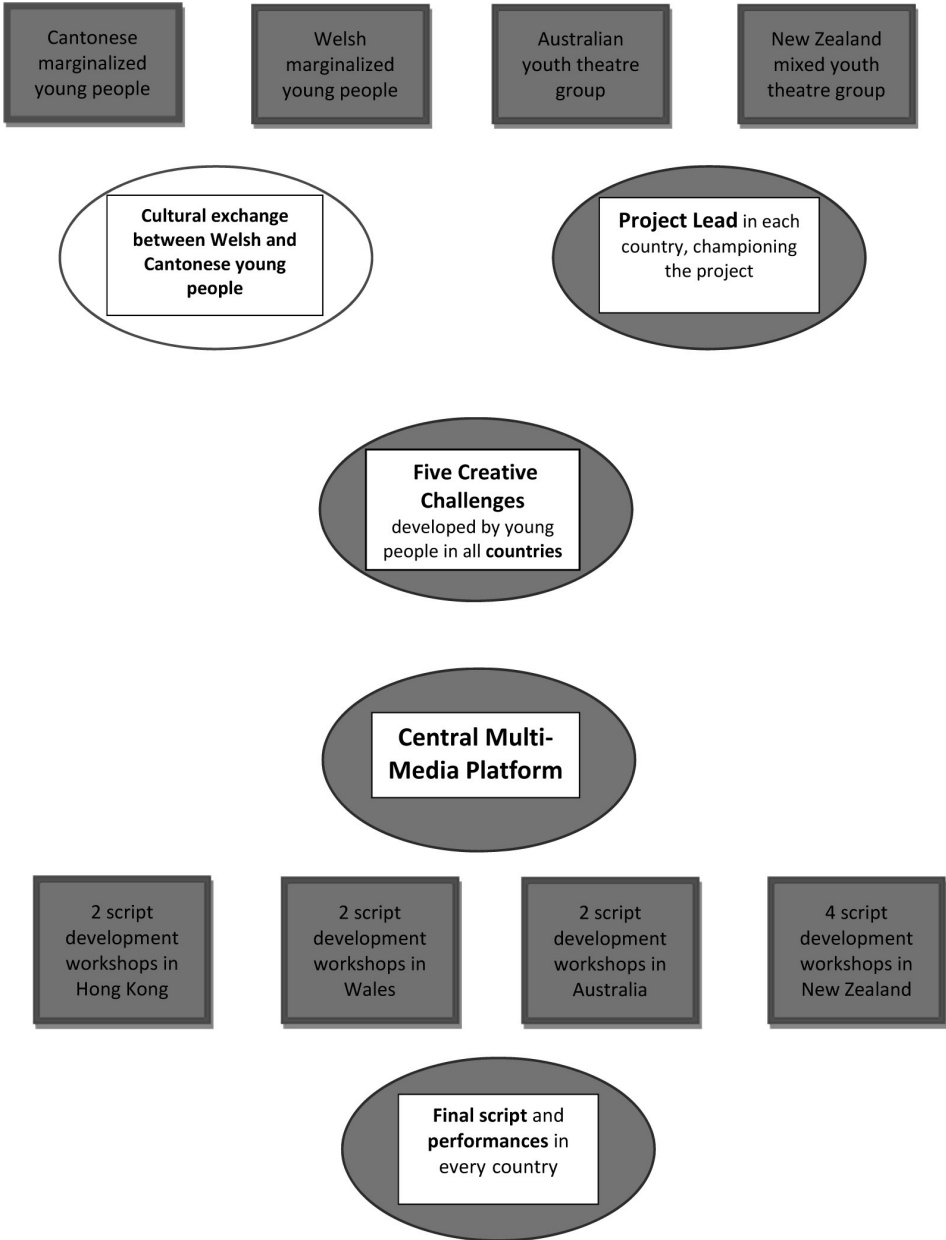 Cantonese
marginalized
young people
Welsh
marginalized
young people
Australian
youth theatre
group
New Zealand
mixed youth
theatre group
Cultural exchange
between Welsh and
Cantonese young
people
Project Lead in each
country, championing
the project
Five Creative
Challenges
developed by young
people in all countries
Central Multi-
Media Platform
2 script
development
workshops in
Hong Kong
2 script
development
workshops in
Wales
2 script
development
workshops in
Australia
4 script
development
workshops in
New Zealand
Final script and
performances in
every country